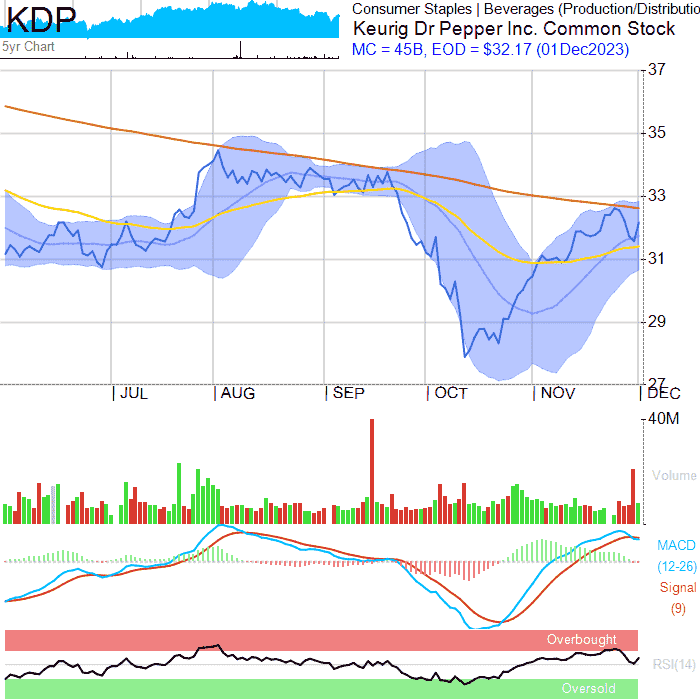 KDP
5yr Chart
Consumer Staples | Beverages (Production/Distributio
Keurig Dr Pepper Inc. Common Stock
MC = 45B, EOD = $32.17 (01Dec2023)
37
35
33
31
29
27
JUL AUG SEP OCT NOV DEC
40M
Volume
MACD
(12-26)
Signal
(9)
Overbought
RSI(14)
Oversold